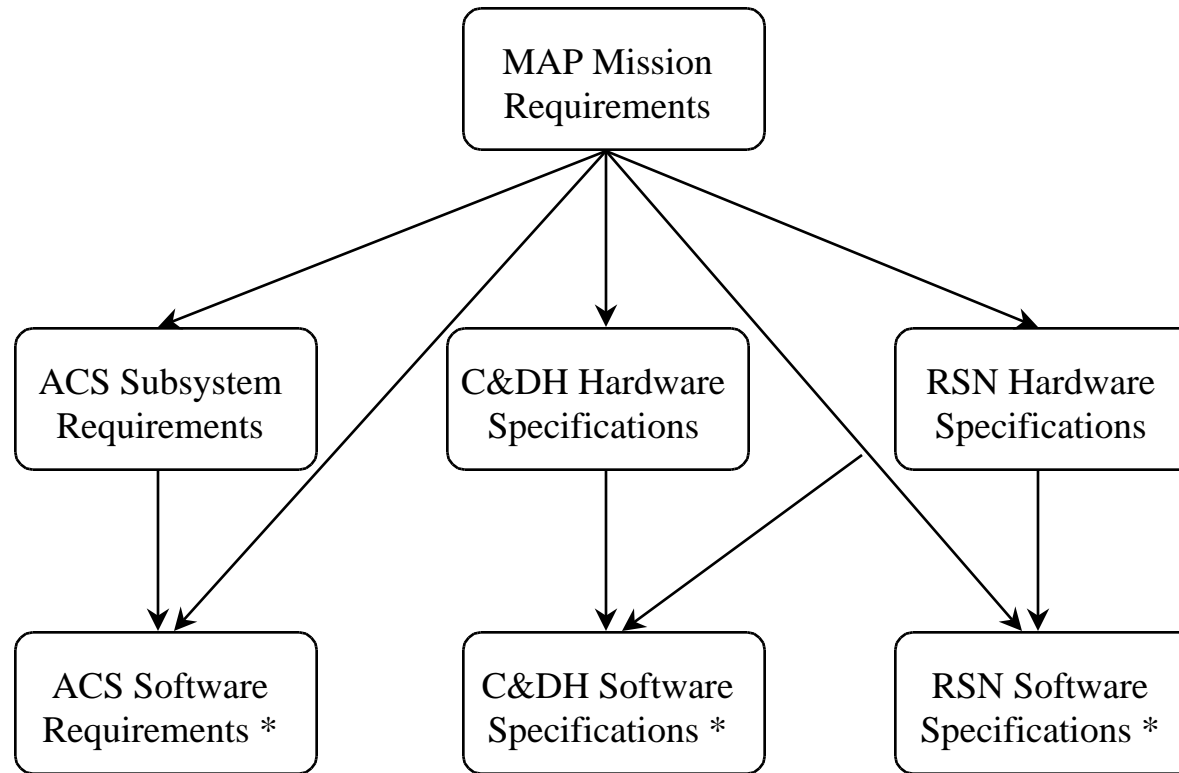 MAP Mission
Requirements
ACS Subsystem
Requirements
C&DH Hardware
Specifications
RSN Hardware
Specifications
ACS Software
Requirements *
C&DH Software
Specifications *
RSN Software
Specifications *